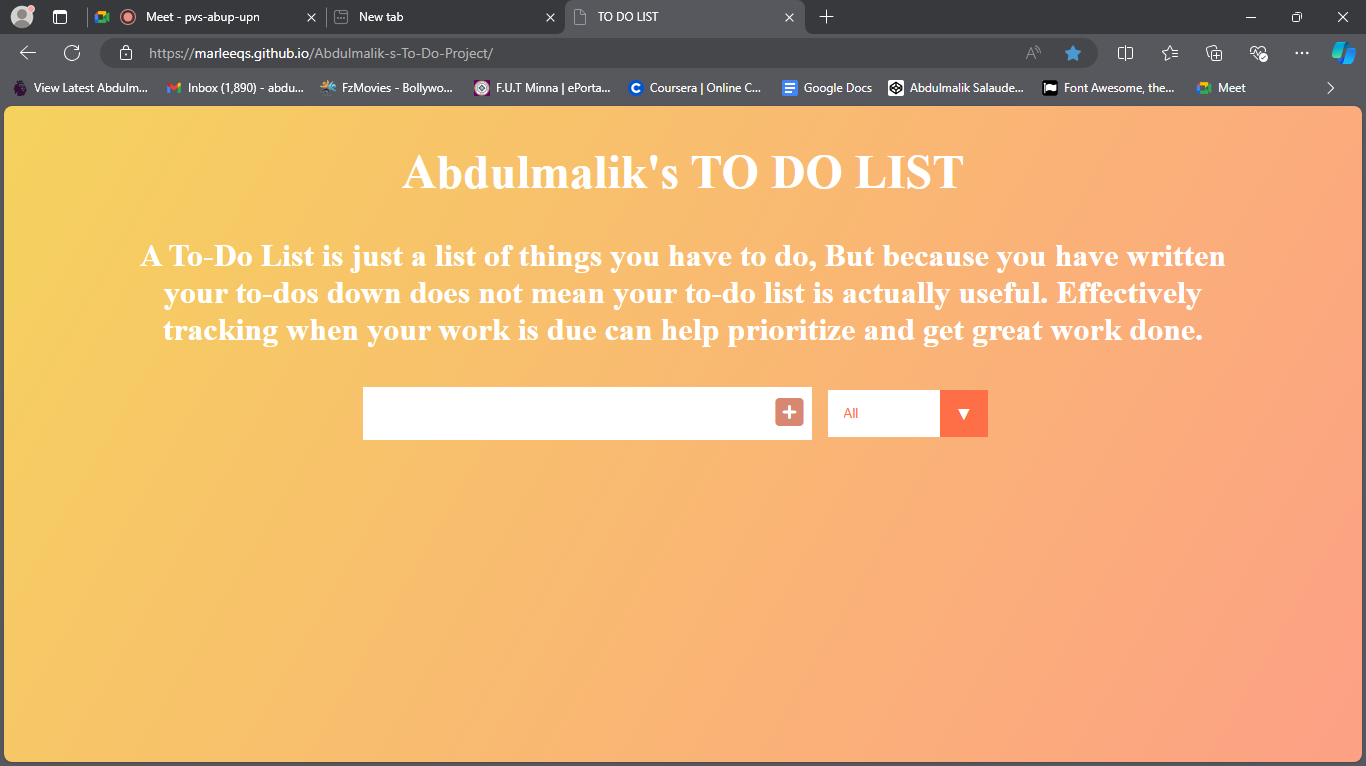 Meet - pvs-abup-upn
New tab
TO DO LIST
https://marleeqs.github.io/Abdulmalik-s-To-Do-Project/
View Latest Abdulm...
Inbox (1,890) - abdu...
FzMovies - Bollywo...
F.U.T Minna | ePorta...
Coursera | Online C...
Google Docs
Abdulmalik Salaude...
Font Awesome, the...
Meet
Abdulmalik's TO DO LIST
A To-Do List is just a list of things you have to do, But because you have written
your to-dos down does not mean your to-do list is actually useful. Effectively
tracking when your work is due can help prioritize and get great work done.
All